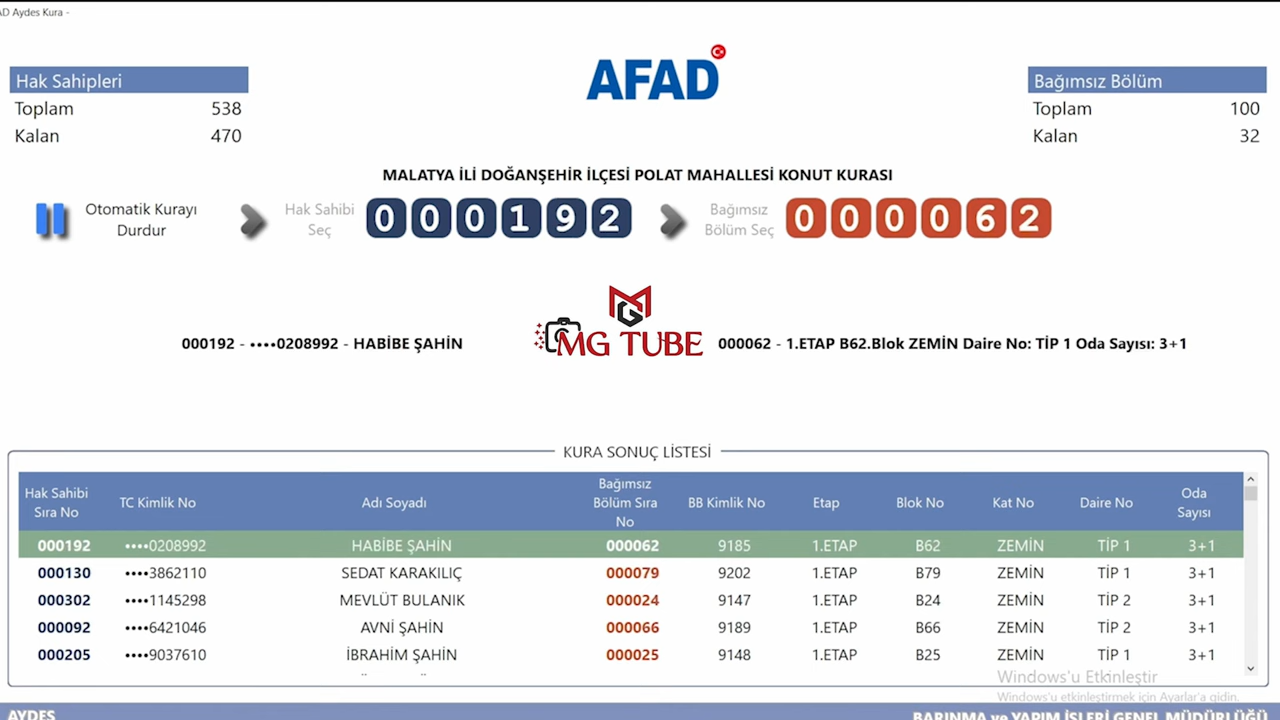 AD Aydes Kura -
AFAD
Hak Sahipleri
Toplam 538
Kalan 470
Bağımsız Bölüm
Toplam 100
Kalan 32
MALATYA İLİ DOĞANŞEHİR İLÇESİ POLAT MAHALLESİ KONUT KURASI
Otomatik Kurayı
Durdur
Hak Sahibi
Seç
000192
Bağımsız
Bölüm Seç
000062
000192 - ••••0208992 - HABİBE ŞAHİN
MG TUBE
000062 - 1.ETAP B62.Blok ZEMİN Daire No: TİP 1 Oda Sayısı: 3+1
KURA SONUÇ LİSTESİ
Hak Sahibi Sıra No TC Kimlik No Adı Soyadı Bağımsız Bölüm Sıra No BB Kimlik No Etap Blok No Kat No Daire No Oda Sayısı
000192 ••••0208992 HABİBE ŞAHİN 000062 9185 1.ETAP B62 ZEMİN TİP 1 3+1
000130 ••••3862110 SEDAT KARAKILIÇ 000079 9202 1.ETAP B79 ZEMİN TİP 1 3+1
000302 ••••1145298 MEVLÜT BULANIK 000024 9147 1.ETAP B24 ZEMİN TİP 2 3+1
000092 ••••6421046 AVNİ ŞAHİN 000066 9189 1.ETAP B66 ZEMİN TİP 2 3+1
000205 ••••9037610 İBRAHİM ŞAHİN 000025 9148 1.ETAP B25 ZEMİN TİP 1 3+1
Windows'u Etkinleştir
Windows'u etkinleştirmek için Ayarlar'a gidin.
AYDES
BARINMA ve YAPIM İŞLERİ GENEL MÜDÜRLÜĞÜ